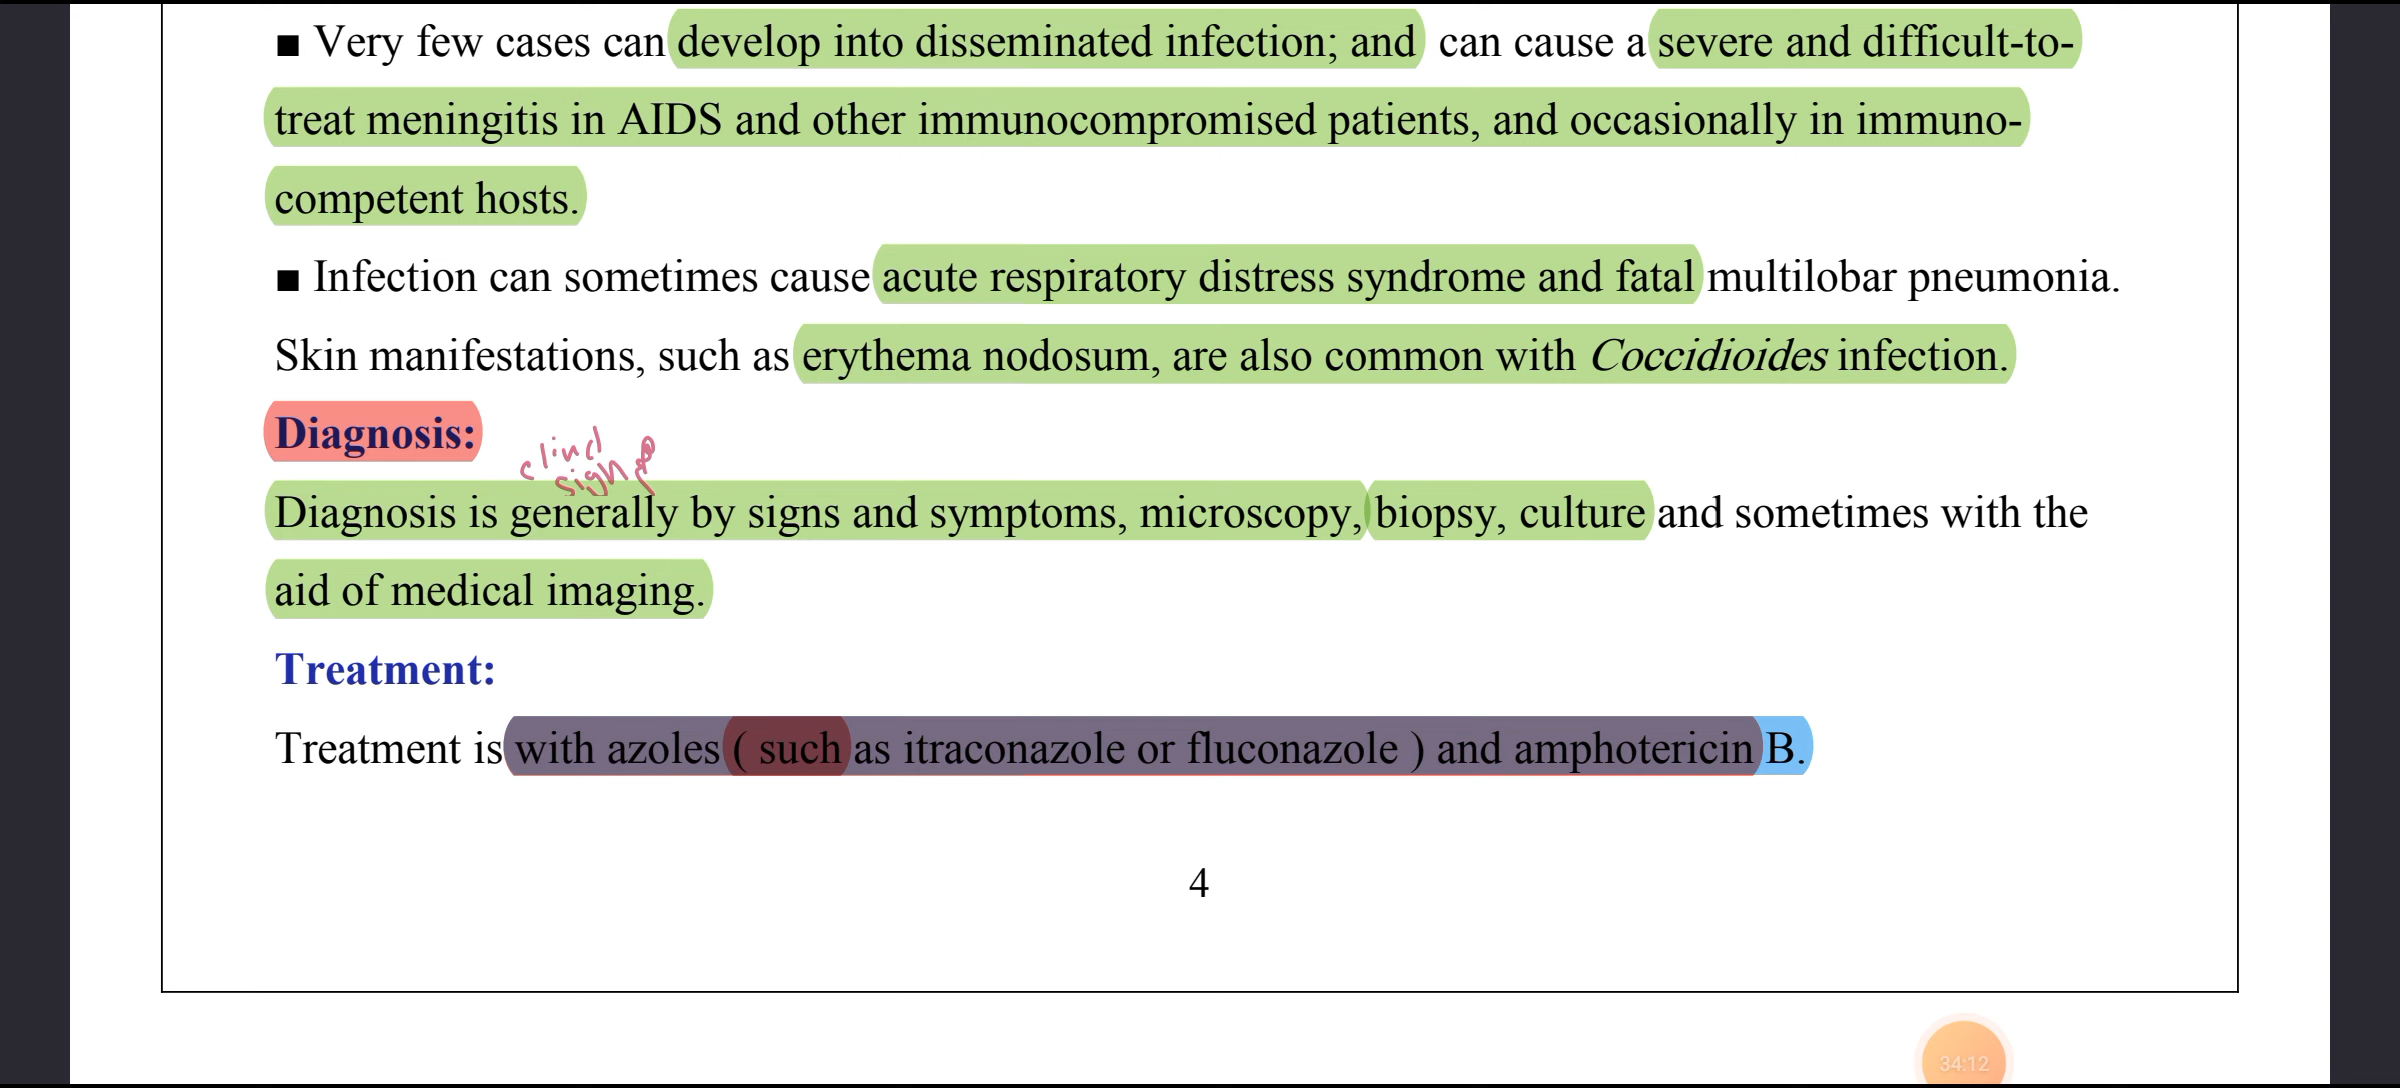 ■ Very few cases can develop into disseminated infection; and can cause a severe and difficult-to-
treat meningitis in AIDS and other immunocompromised patients, and occasionally in immuno-
competent hosts.
■ Infection can sometimes cause acute respiratory distress syndrome and fatal multilobar pneumonia.
Skin manifestations, such as erythema nodosum, are also common with Coccidioides infection.
Diagnosis:
sign
Diagnosis is generally by signs and symptoms, microscopy, biopsy, culture and sometimes with the
aid of medical imaging.
Treatment:
Treatment is with azoles ( such as itraconazole or fluconazole ) and amphotericin B.
4
34:12